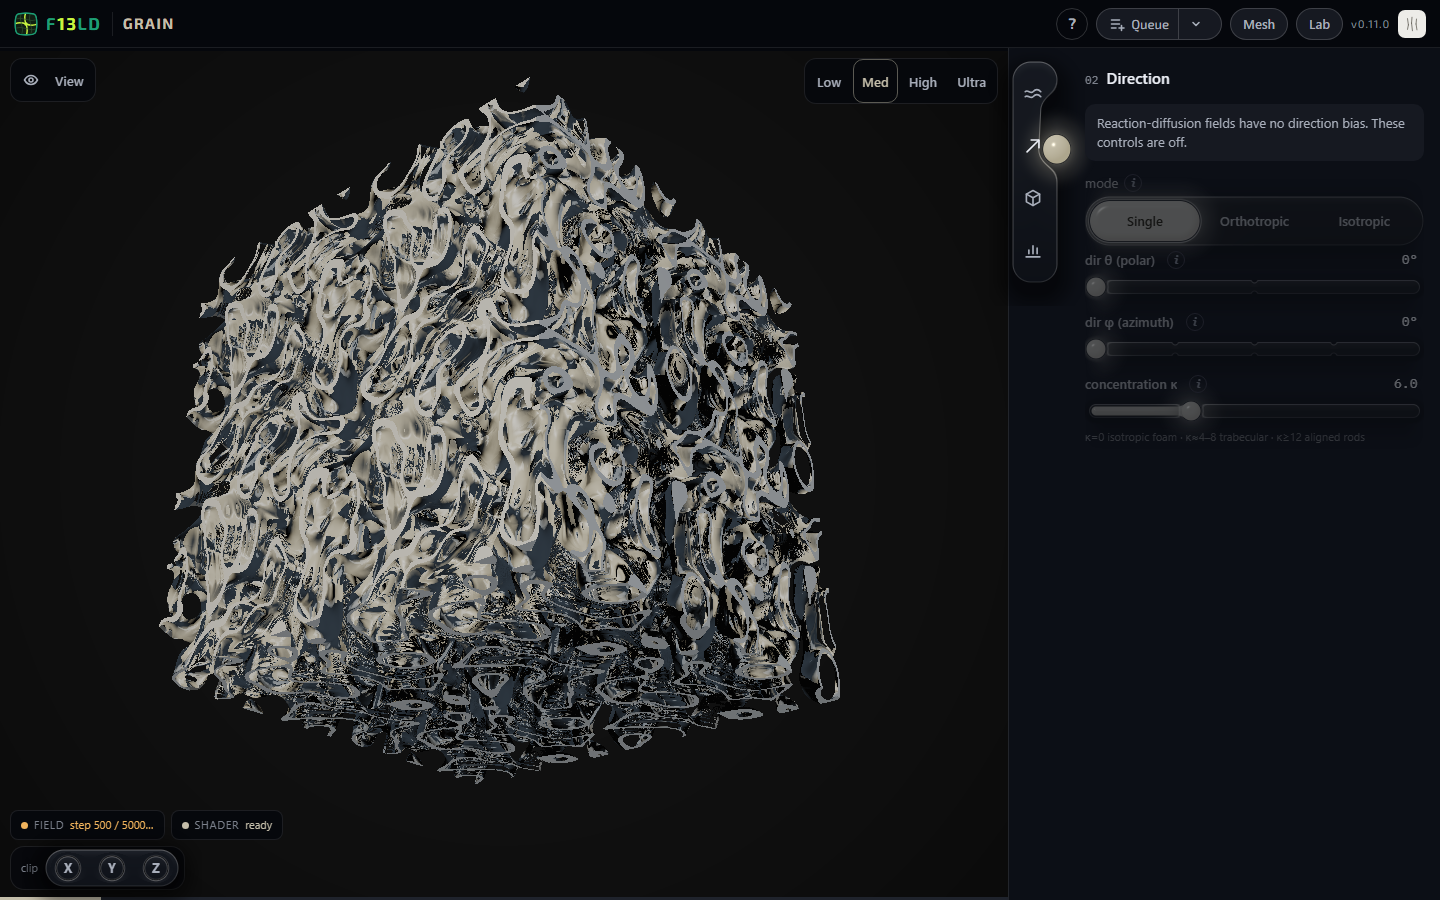 F13LD GRAIN
? Queue Mesh Lab v0.11.0
View
Low Med High Ultra
02 Direction
Reaction-diffusion fields have no direction bias. These
controls are off.
mode i
Single Orthotropic Isotropic
dir θ (polar) i 0°
dir φ (azimuth) i 0°
concentration κ i 6.0
κ=0 isotropic foam · κ≈4–8 trabecular · κ≥12 aligned rods
FIELD step 500 / 5000... SHADER ready
clip X Y Z